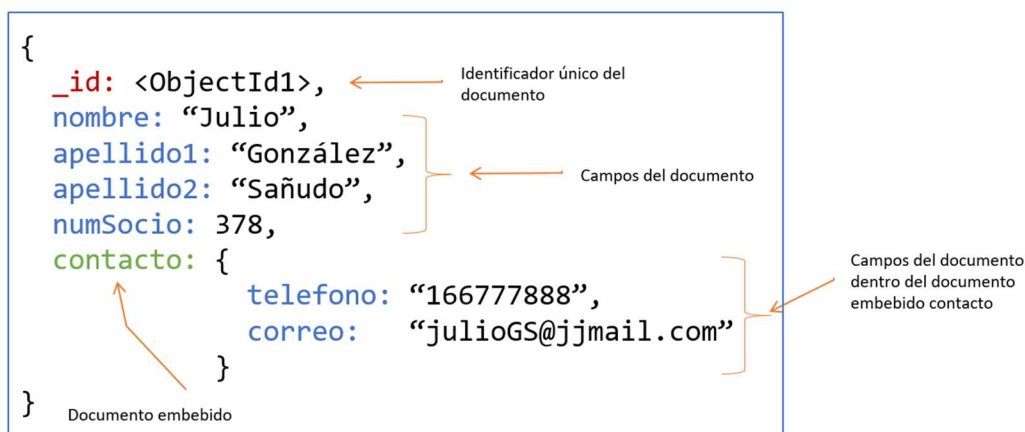 {
_id: <ObjectId1>,
Identificador único del
documento
nombre: “Julio”,
apellido1: “González”,
apellido2: “Sañudo”,
numSocio: 378,
Campos del documento
contacto: {
telefono: “166777888”,
correo: “julioGS@jjmail.com”
}
Campos del documento
dentro del documento
embebido contacto
}
Documento embebido